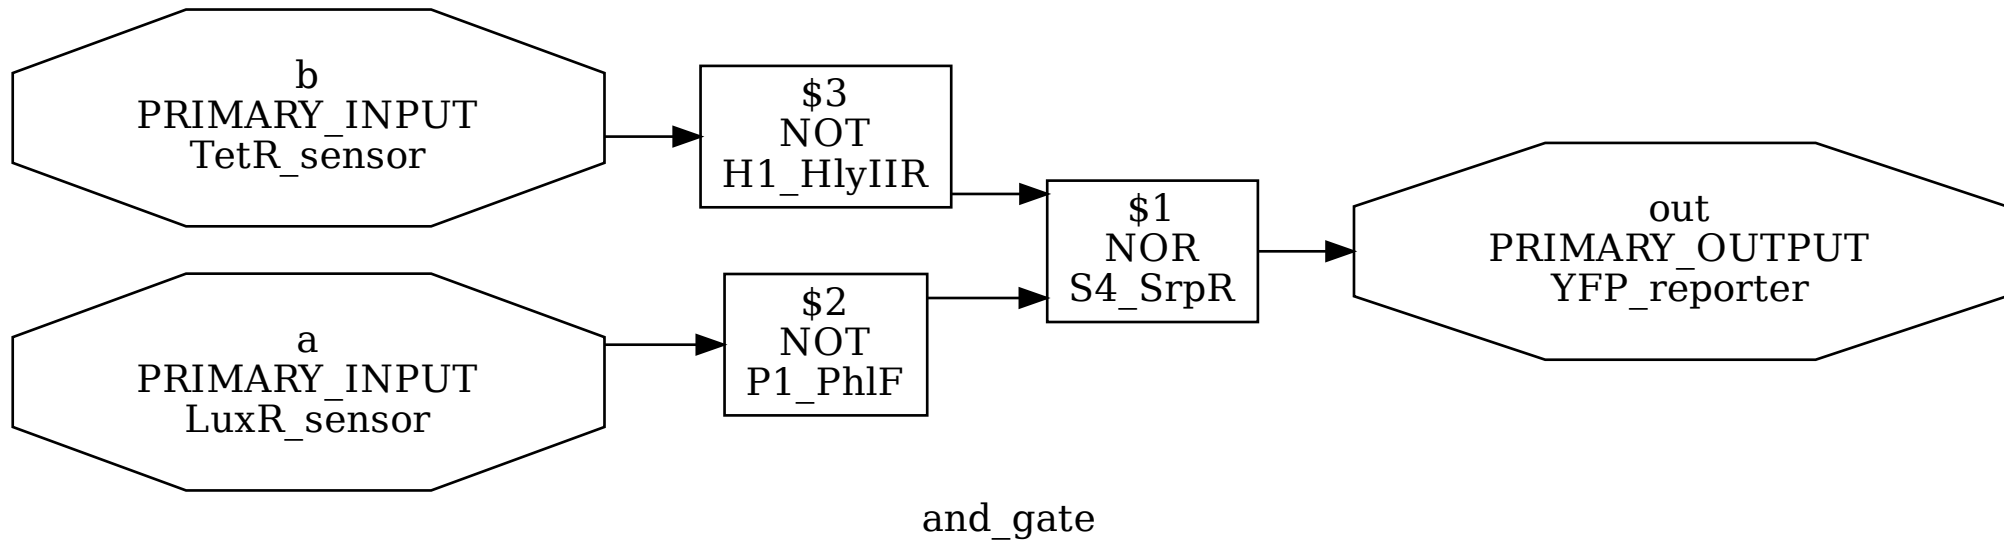 b
PRIMARY_INPUT
TetR_sensor
$3
NOT
H1_HlyIIR
a
PRIMARY_INPUT
LuxR_sensor
$2
NOT
P1_PhlF
$1
NOR
S4_SrpR
out
PRIMARY_OUTPUT
YFP_reporter
and_gate